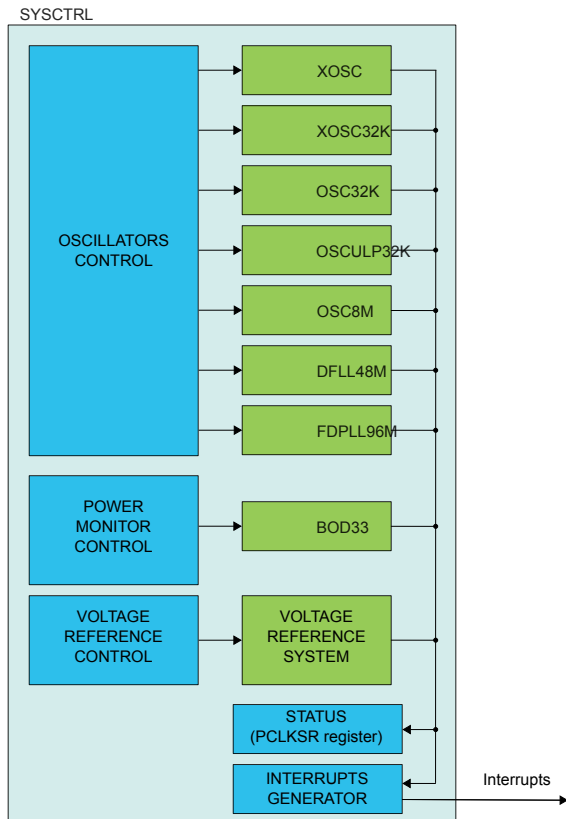 SYSCTRL
OSCILLATORS
CONTROL
XOSC
XOSC32K
OSC32K
OSCULP32K
OSC8M
DFLL48M
FDPLL96M
POWER
MONITOR
CONTROL
BOD33
VOLTAGE
REFERENCE
CONTROL
VOLTAGE
REFERENCE
SYSTEM
STATUS
(PCLKSR register)
INTERRUPTS
GENERATOR
Interrupts